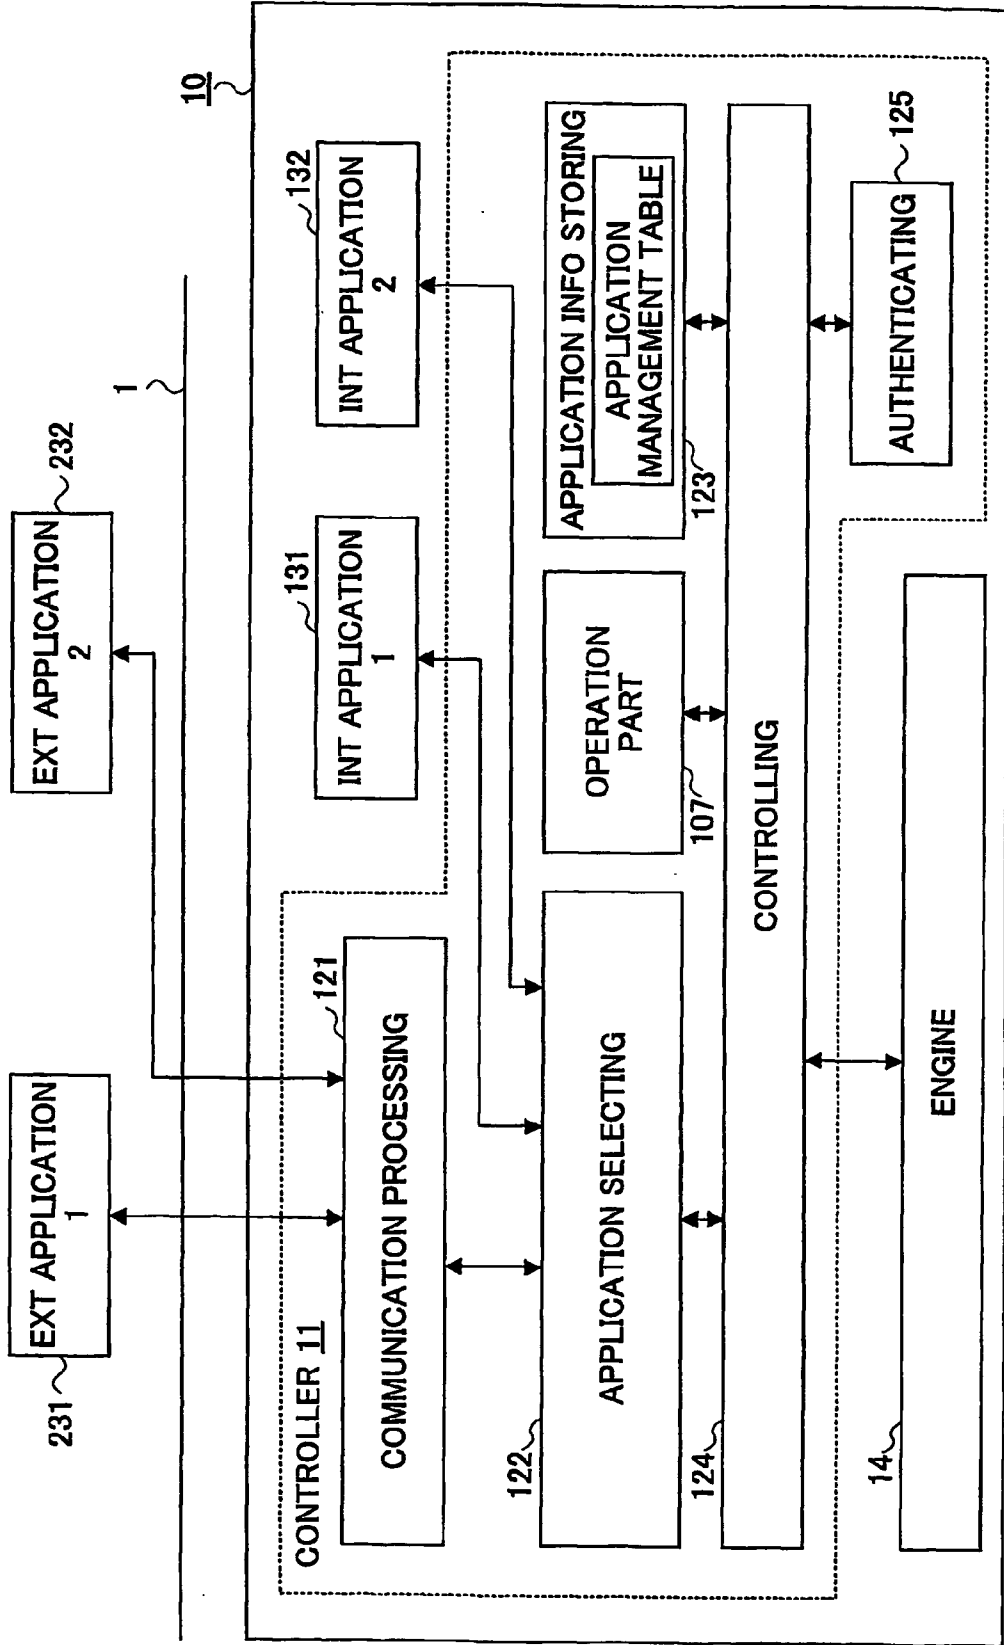 231
EXT APPLICATION
1
EXT APPLICATION
2
232
1
10
CONTROLLER 11
COMMUNICATION PROCESSING
121
131
INT APPLICATION
1
132
INT APPLICATION
2
122
APPLICATION SELECTING
107
OPERATION
PART
123
APPLICATION INFO STORING
APPLICATION
MANAGEMENT TABLE
124
CONTROLLING
14
ENGINE
AUTHENTICATING
125